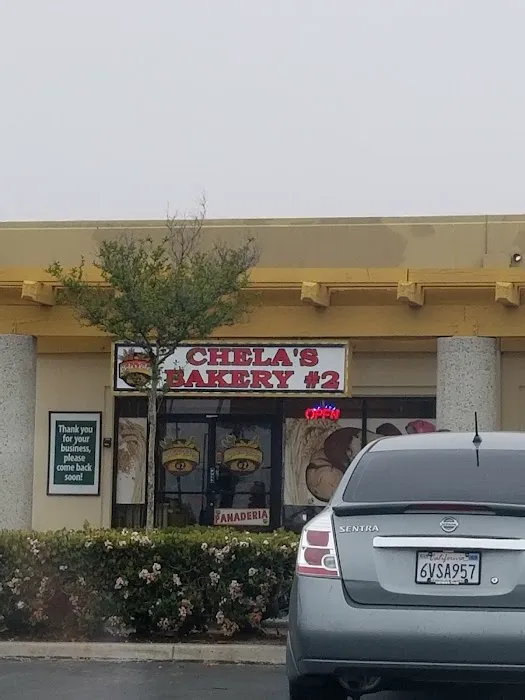 CHELA'S
BAKERY #2
OPEN
Thank you
for your
business,
please
come back
soon!
PANADERIA
SENTRA
California
6VSA957